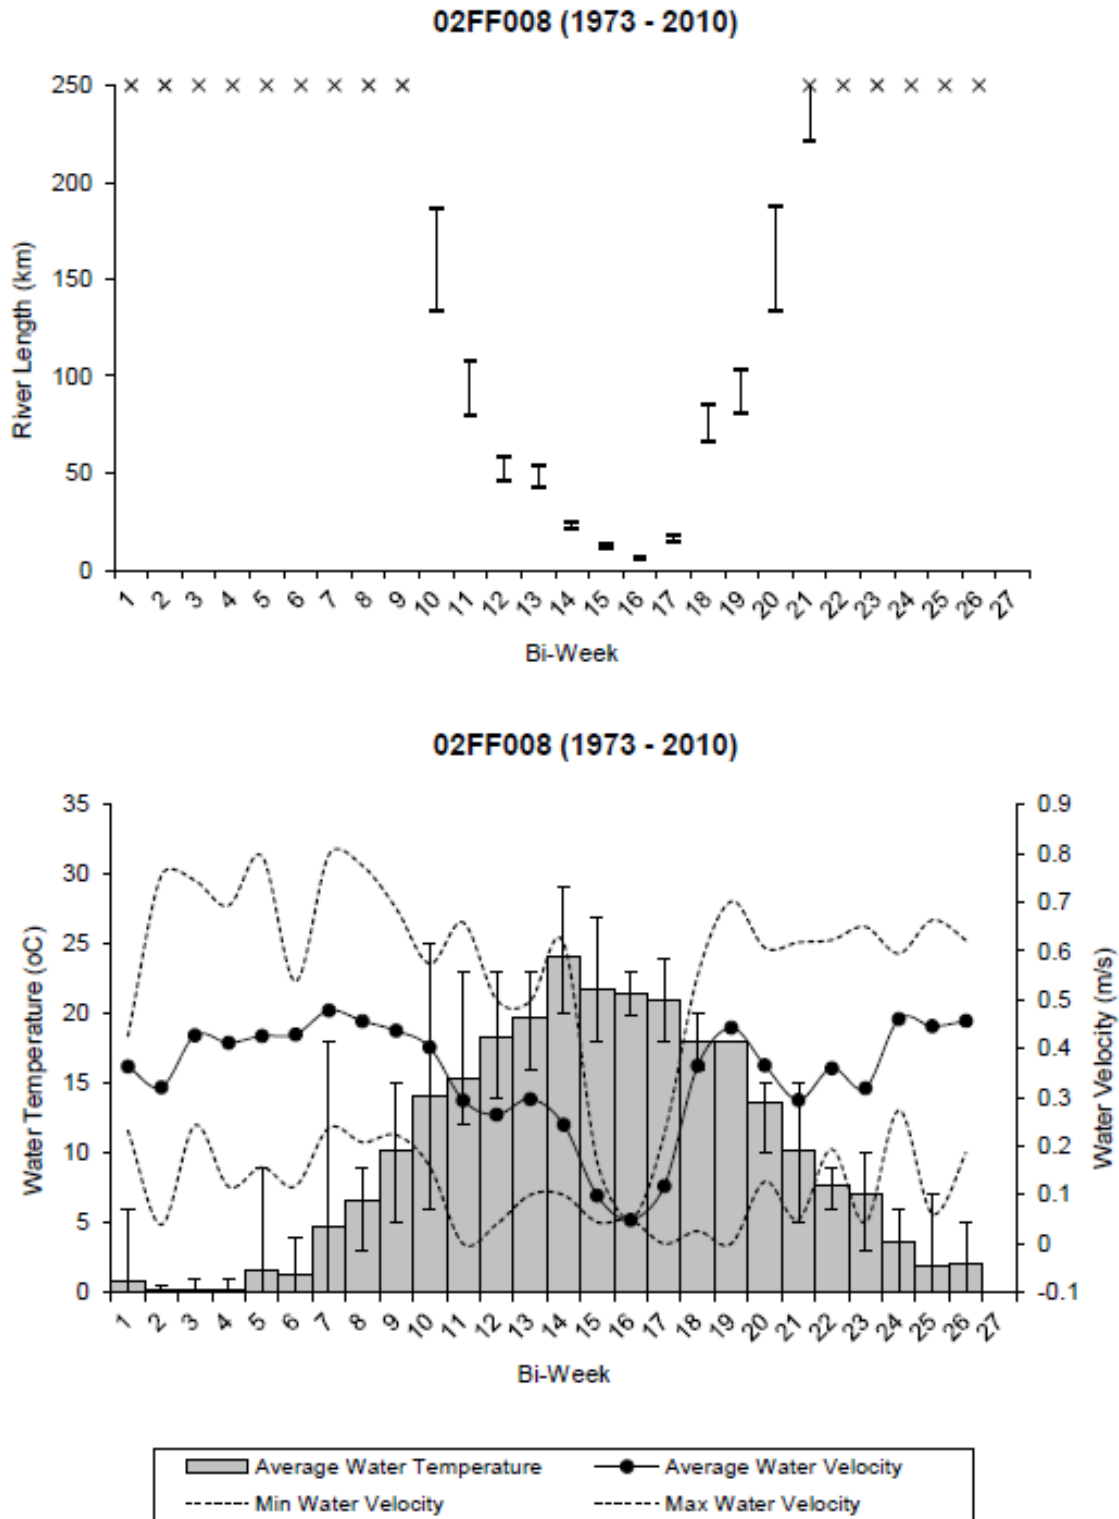 02FF008 (1973 - 2010)
250
200
150
100
50
0
River Length (km)
1 2 3 4 5 6 7 8 9 10 11 12 13 14 15 16 17 18 19 20 21 22 23 24 25 26 27
Bi-Week
02FF008 (1973 - 2010)
35
30
25
20
15
10
5
0
Water Temperature (oC)
0.9
0.8
0.7
0.6
0.5
0.4
0.3
0.2
0.1
0
-0.1
Water Velocity (m/s)
1 2 3 4 5 6 7 8 9 10 11 12 13 14 15 16 17 18 19 20 21 22 23 24 25 26 27
Bi-Week
Average Water Temperature
Average Water Velocity
Min Water Velocity
Max Water Velocity